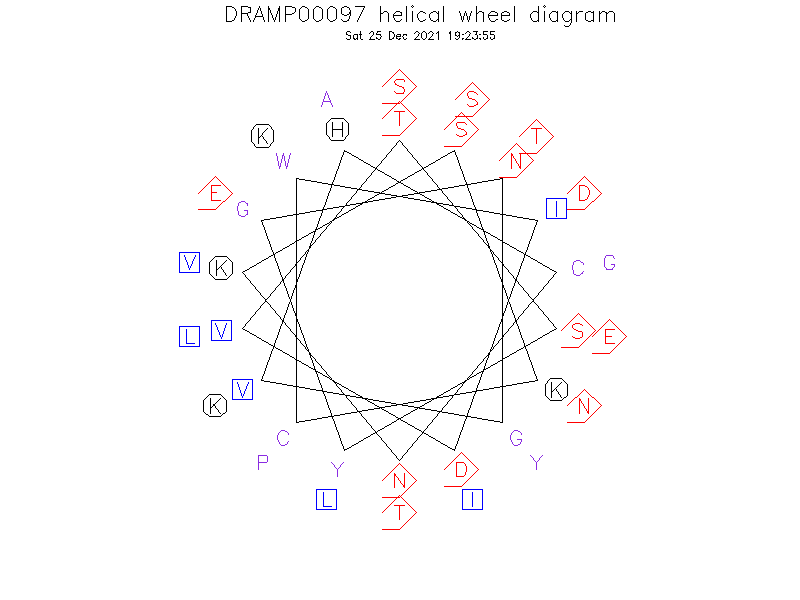 DRAMP00097 helical wheel diagram
Sat 25 Dec 2021 19:23:55
S
A S
T
H S
K T
W N
E D
G I
V K C G
L V S E
K V K N
C G
P Y Y
N D
L I
T